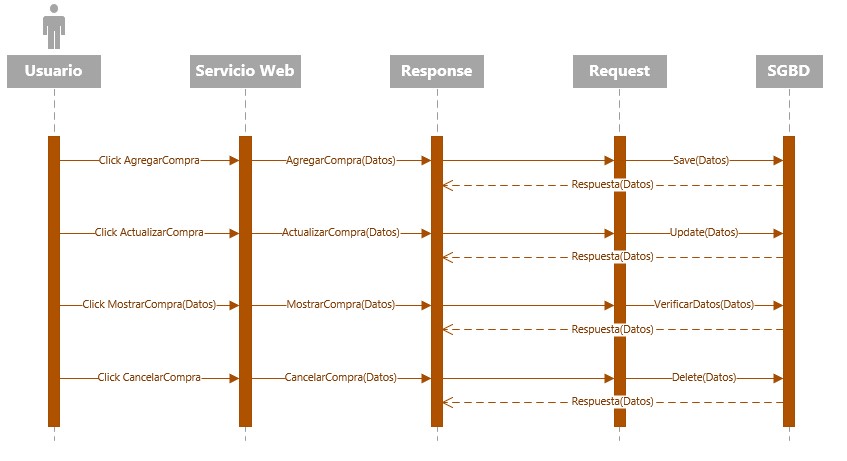 Usuario
Servicio Web
Response
Request
SGBD
Click AgregarCompra
AgregarCompra(Datos)
Save(Datos)
Respuesta(Datos)
Click ActualizarCompra
ActualizarCompra(Datos)
Update(Datos)
Respuesta(Datos)
Click MostrarCompra(Datos)
MostrarCompra(Datos)
VerificarDatos(Datos)
Respuesta(Datos)
Click CancelarCompra
CancelarCompra(Datos)
Delete(Datos)
Respuesta(Datos)